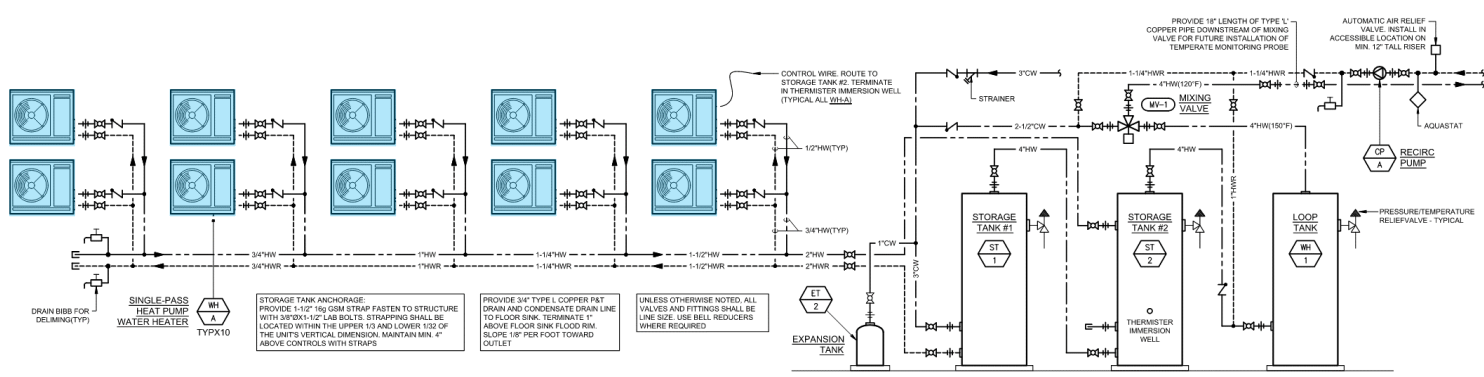 PROVIDE 18" LENGTH OF TYPE 'L'
COPPER PIPE DOWNSTREAM OF MIXING
VALVE FOR FUTURE INSTALLATION OF
TEMPERATE MONITORING PROBE
AUTOMATIC AIR RELIEF
VALVE. INSTALL IN
ACCESSIBLE LOCATION ON
MIN. 12" TALL RISER
CONTROL WIRE. ROUTE TO
STORAGE TANK #2. TERMINATE
IN THERMISTER IMMERSION WELL
(TYPICAL ALL WH-A)
3"CW
STRAINER
1-1/4"HWR
1-1/4"HWR
4"HW(120°F)
MV-1
MIXING
VALVE
2-1/2"CW
4"HW(150°F)
AQUASTAT
CP
A
RECIRC
PUMP
1/2"HW(TYP)
4"HW
4"HW
1"HWR
3/4"HW(TYP)
STORAGE
TANK #1
ST
1
STORAGE
TANK #2
ST
2
LOOP
TANK
WH
1
PRESSURE/TEMPERATURE
RELIEFVALVE - TYPICAL
1"CW
3"CW
3/4"HW
1"HW
1-1/4"HW
1-1/2"HW
2"HW
3/4"HWR
1"HWR
1-1/4"HWR
1-1/2"HWR
2"HWR
DRAIN BIBB FOR
DELIMING(TYP)
SINGLE-PASS
HEAT PUMP
WATER HEATER
WH
A
TYPX10
STORAGE TANK ANCHORAGE:
PROVIDE 1-1/2" 16g GSM STRAP FASTEN TO STRUCTURE
WITH 3/8"ØX1-1/2" LAB BOLTS. STRAPPING SHALL BE
LOCATED WITHIN THE UPPER 1/3 AND LOWER 1/32 OF
THE UNIT'S VERTICAL DIMENSION. MAINTAIN MIN. 4"
ABOVE CONTROLS WITH STRAPS
PROVIDE 3/4" TYPE L COPPER P&T
DRAIN AND CONDENSATE DRAIN LINE
TO FLOOR SINK. TERMINATE 1"
ABOVE FLOOR SINK FLOOD RIM.
SLOPE 1/8" PER FOOT TOWARD
OUTLET
UNLESS OTHERWISE NOTED, ALL
VALVES AND FITTINGS SHALL BE
LINE SIZE. USE BELL REDUCERS
WHERE REQUIRED
ET
2
EXPANSION
TANK
THERMISTER
IMMERSION
WELL